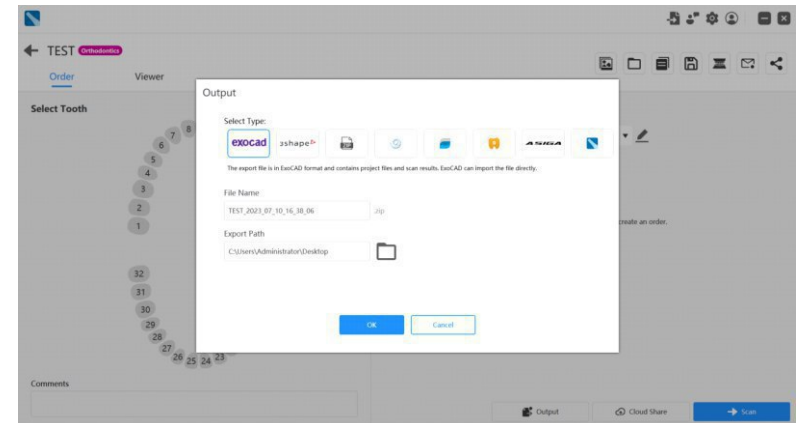 TEST Orthodontics
Order Viewer
Select Tooth
8
7
6
5
4
3
2
1
32
31
30
29
28
27
26 25 24 23
Comments
Output
Select Type:
exocad 3shape ASIGA
The export file is in ExoCAD format and contains project files and scan results. ExoCAD can import the file directly.
File Name
TEST_2023_07_10_16_38_06 .zip
Export Path
C:\Users\Administrator\Desktop
OK Cancel
create an order.
Output Cloud Share Scan